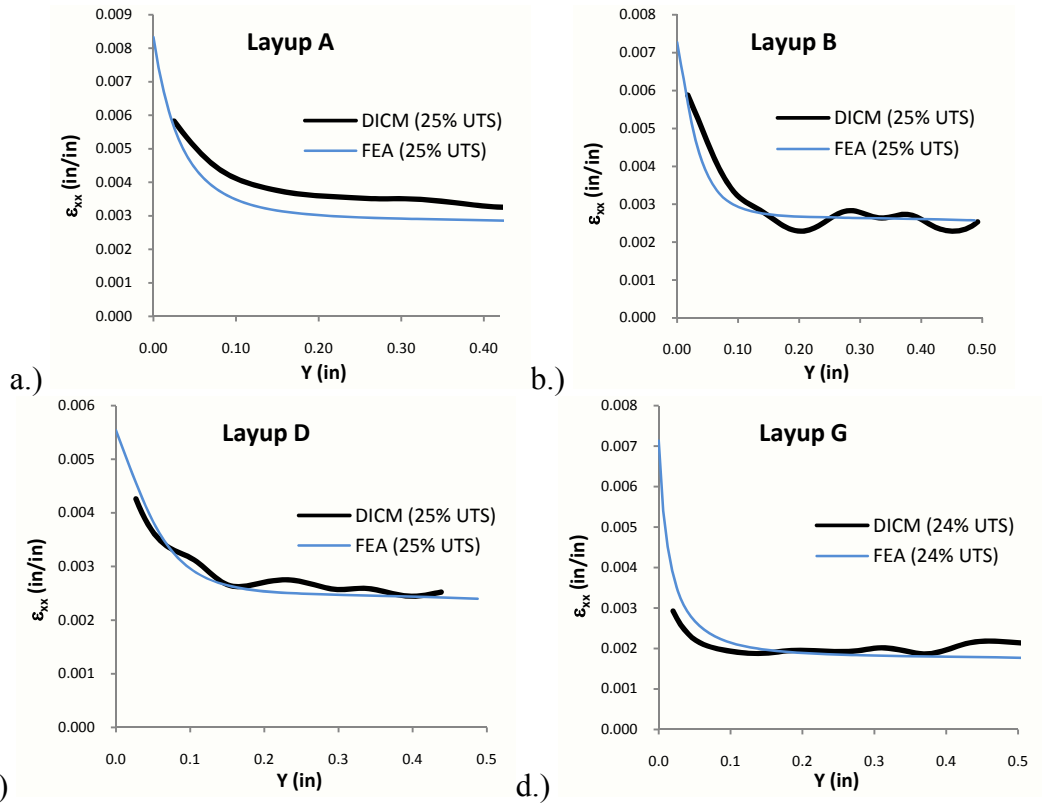 Layup A
DICM (25% UTS)
FEA (25% UTS)
εxx (in/in)
0.009
0.008
0.007
0.006
0.005
0.004
0.003
0.002
0.001
0.000
0.00 0.10 0.20 0.30 0.40
Y (in)
a.)
Layup B
DICM (25% UTS)
FEA (25% UTS)
εxx (in/in)
0.008
0.007
0.006
0.005
0.004
0.003
0.002
0.001
0.000
0.00 0.10 0.20 0.30 0.40 0.50
Y (in)
b.)
Layup D
DICM (25% UTS)
FEA (25% UTS)
εxx (in/in)
0.006
0.005
0.004
0.003
0.002
0.001
0.000
0.0 0.1 0.2 0.3 0.4 0.5
Y (in)
)
Layup G
DICM (24% UTS)
FEA (24% UTS)
εxx (in/in)
0.008
0.007
0.006
0.005
0.004
0.003
0.002
0.001
0.000
0.0 0.1 0.2 0.3 0.4 0.5
Y (in)
d.)